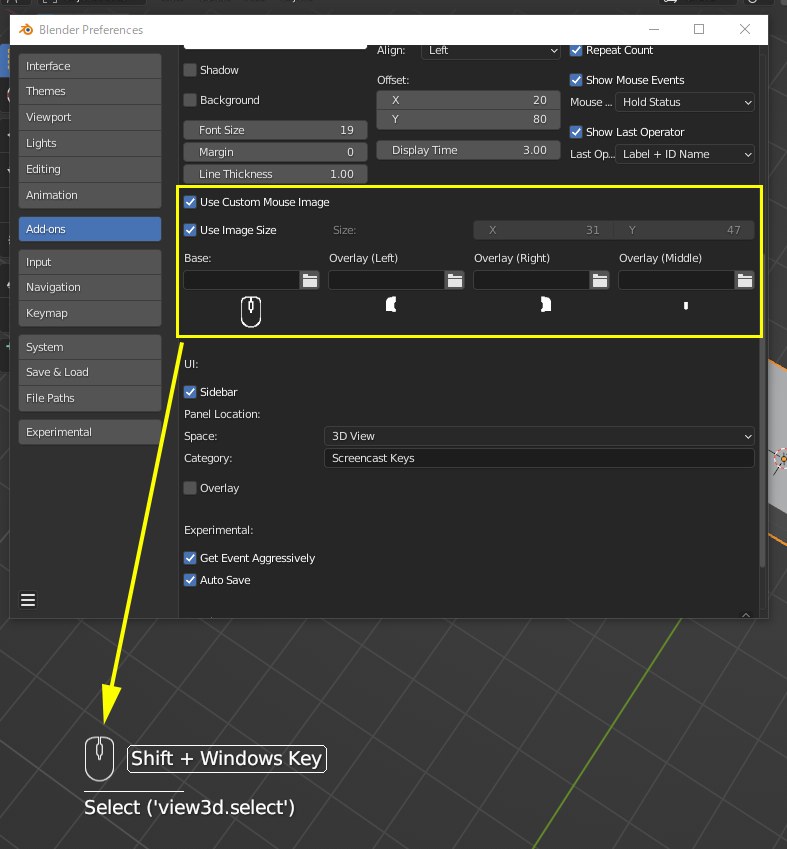 Blender Preferences
Interface
Themes
Viewport
Lights
Editing
Animation
Add-ons
Input
Navigation
Keymap
System
Save & Load
File Paths
Experimental
Align: Left
Repeat Count
Shadow
Offset:
Show Mouse Events
Background
X 20
Mouse ... Hold Status
Y 80
Font Size 19
Show Last Operator
Margin 0
Display Time 3.00
Last Op... Label + ID Name
Line Thickness 1.00
Use Custom Mouse Image
Use Image Size
Size: X 31 Y 47
Base: Overlay (Left) Overlay (Right) Overlay (Middle)
UI:
Sidebar
Panel Location:
Space: 3D View
Category: Screencast Keys
Overlay
Experimental:
Get Event Aggressively
Auto Save
Shift + Windows Key
Select ('view3d.select')